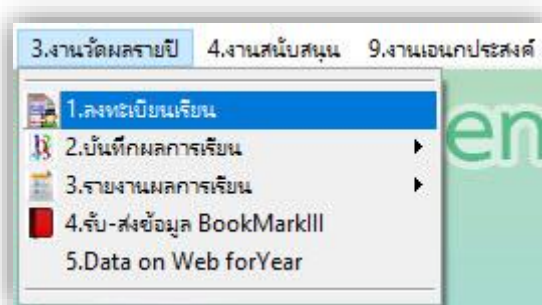 3.งานวัดผลรายปี 4.งานสนับสนุน 9.งานเอนกประสงค์
1.ลงทะเบียนเรียน
2.บันทึกผลการเรียน
3.รายงานผลการเรียน
4.รับ-ส่งข้อมูล BookMarkIII
5.Data on Web forYear
en